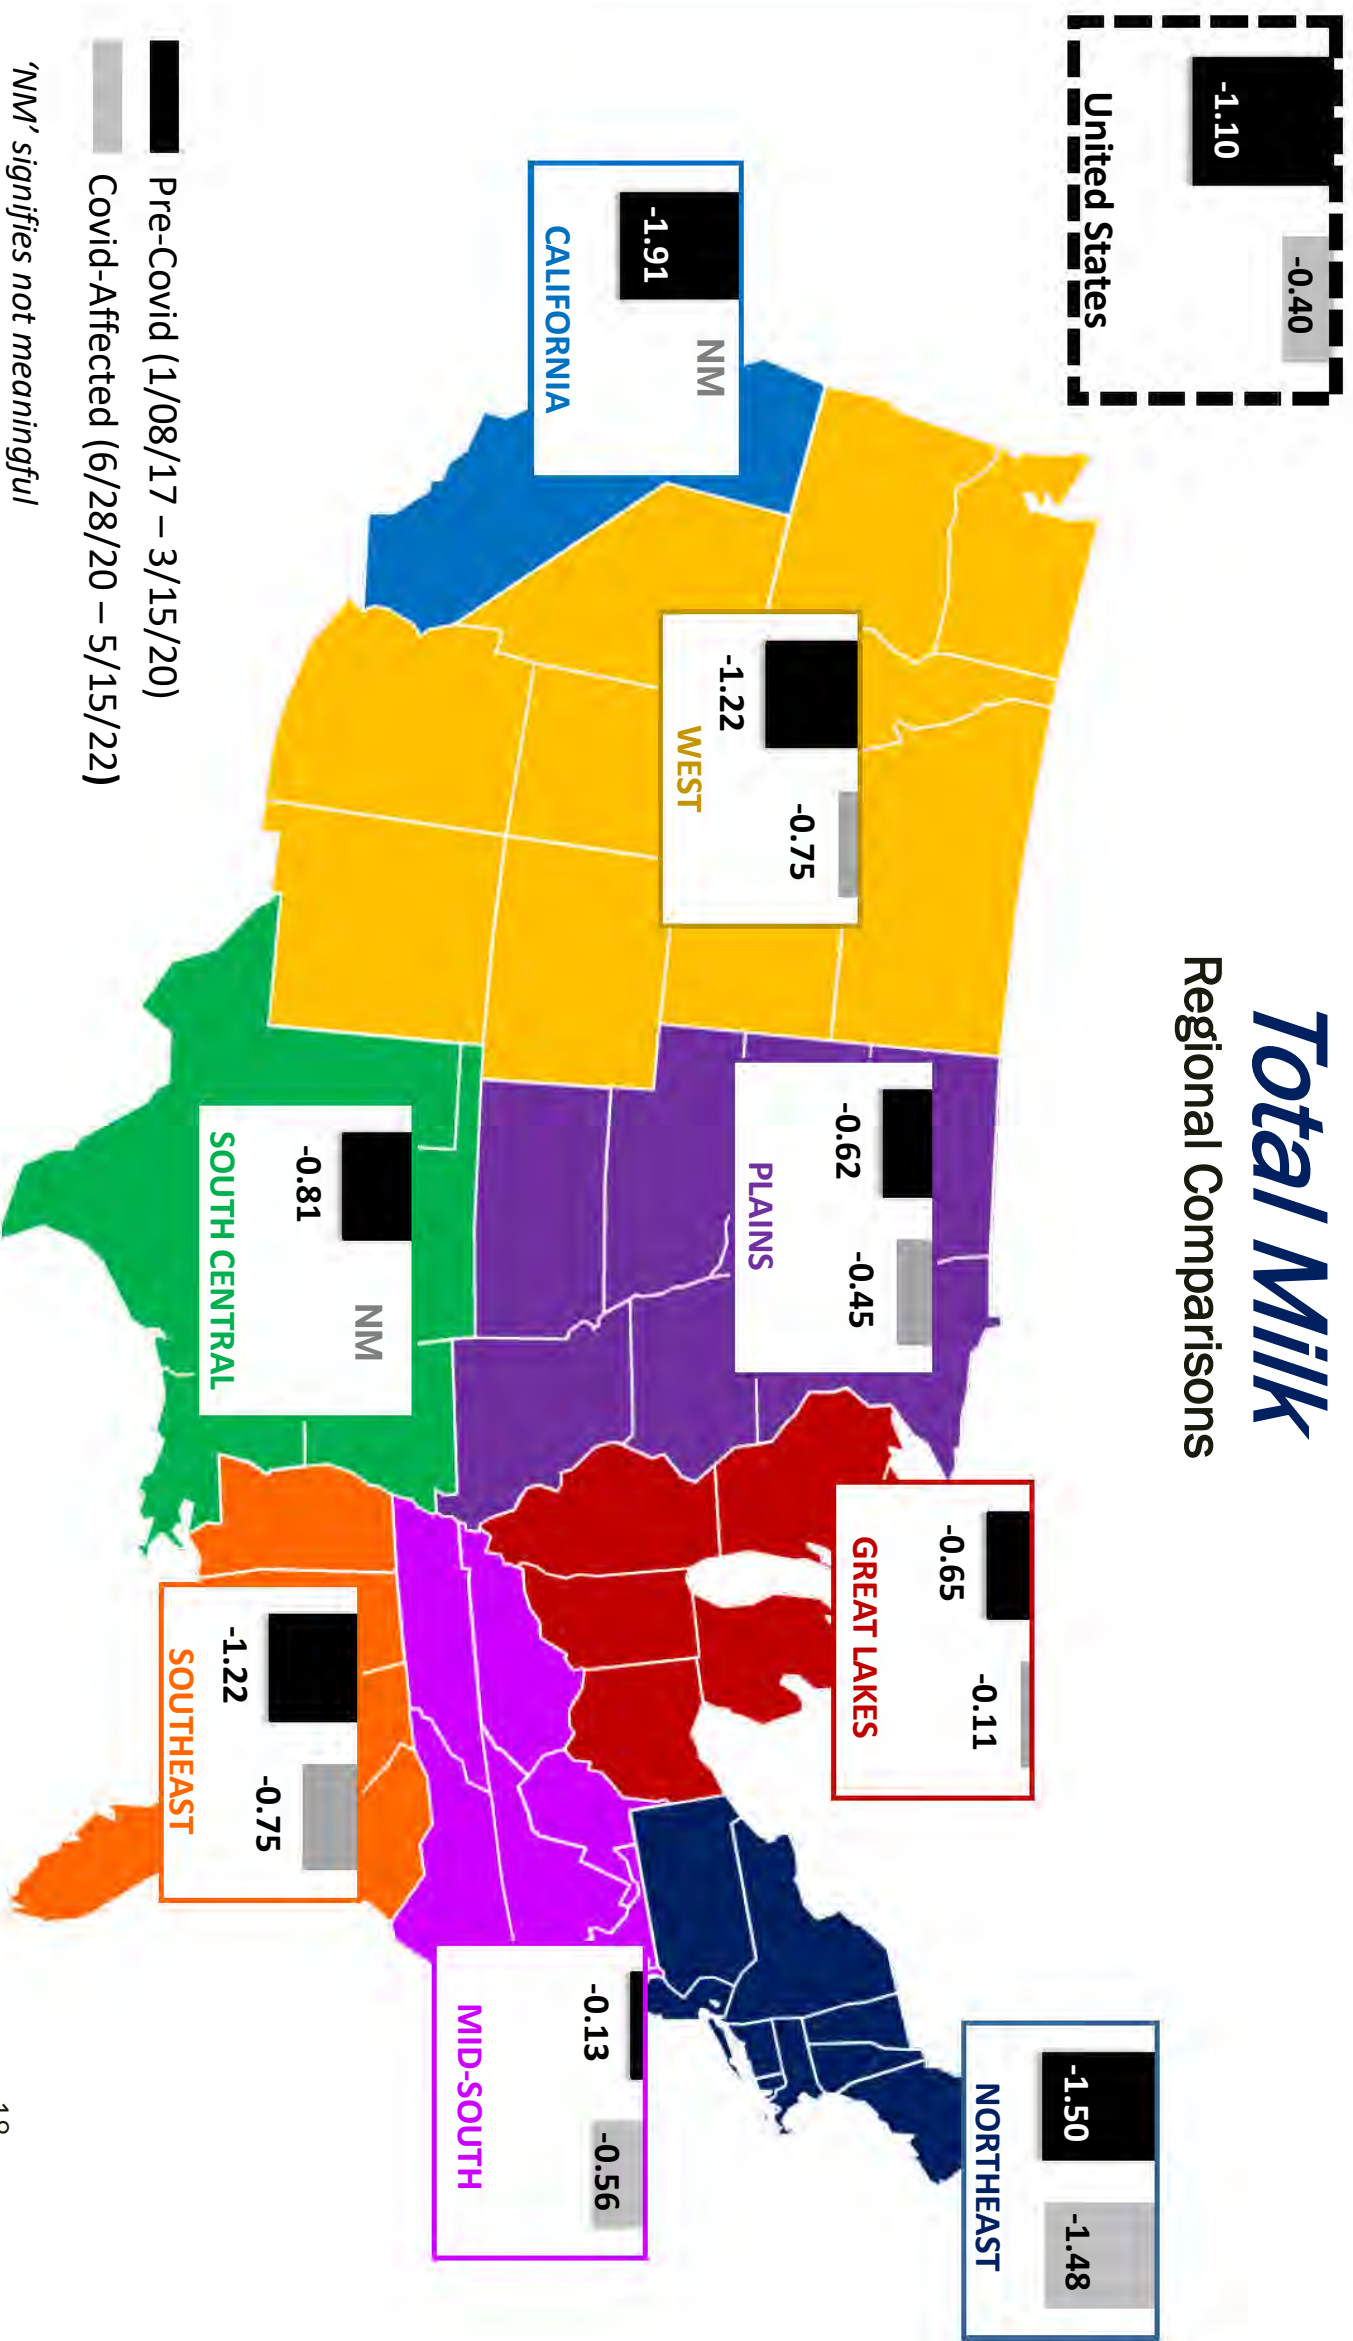 Total Milk
Regional Comparisons
-1.10
-0.40
United States
-1.91
NM
CALIFORNIA
-1.22
-0.75
WEST
-0.62
-0.45
PLAINS
-0.65
-0.11
GREAT LAKES
-1.50
-1.48
NORTHEAST
-0.13
-0.56
MID-SOUTH
-0.81
NM
SOUTH CENTRAL
-1.22
-0.75
SOUTHEAST
Pre-Covid (1/08/17 – 3/15/20)
Covid-Affected (6/28/20 – 5/15/22)
‘NM’ signifies not meaningful